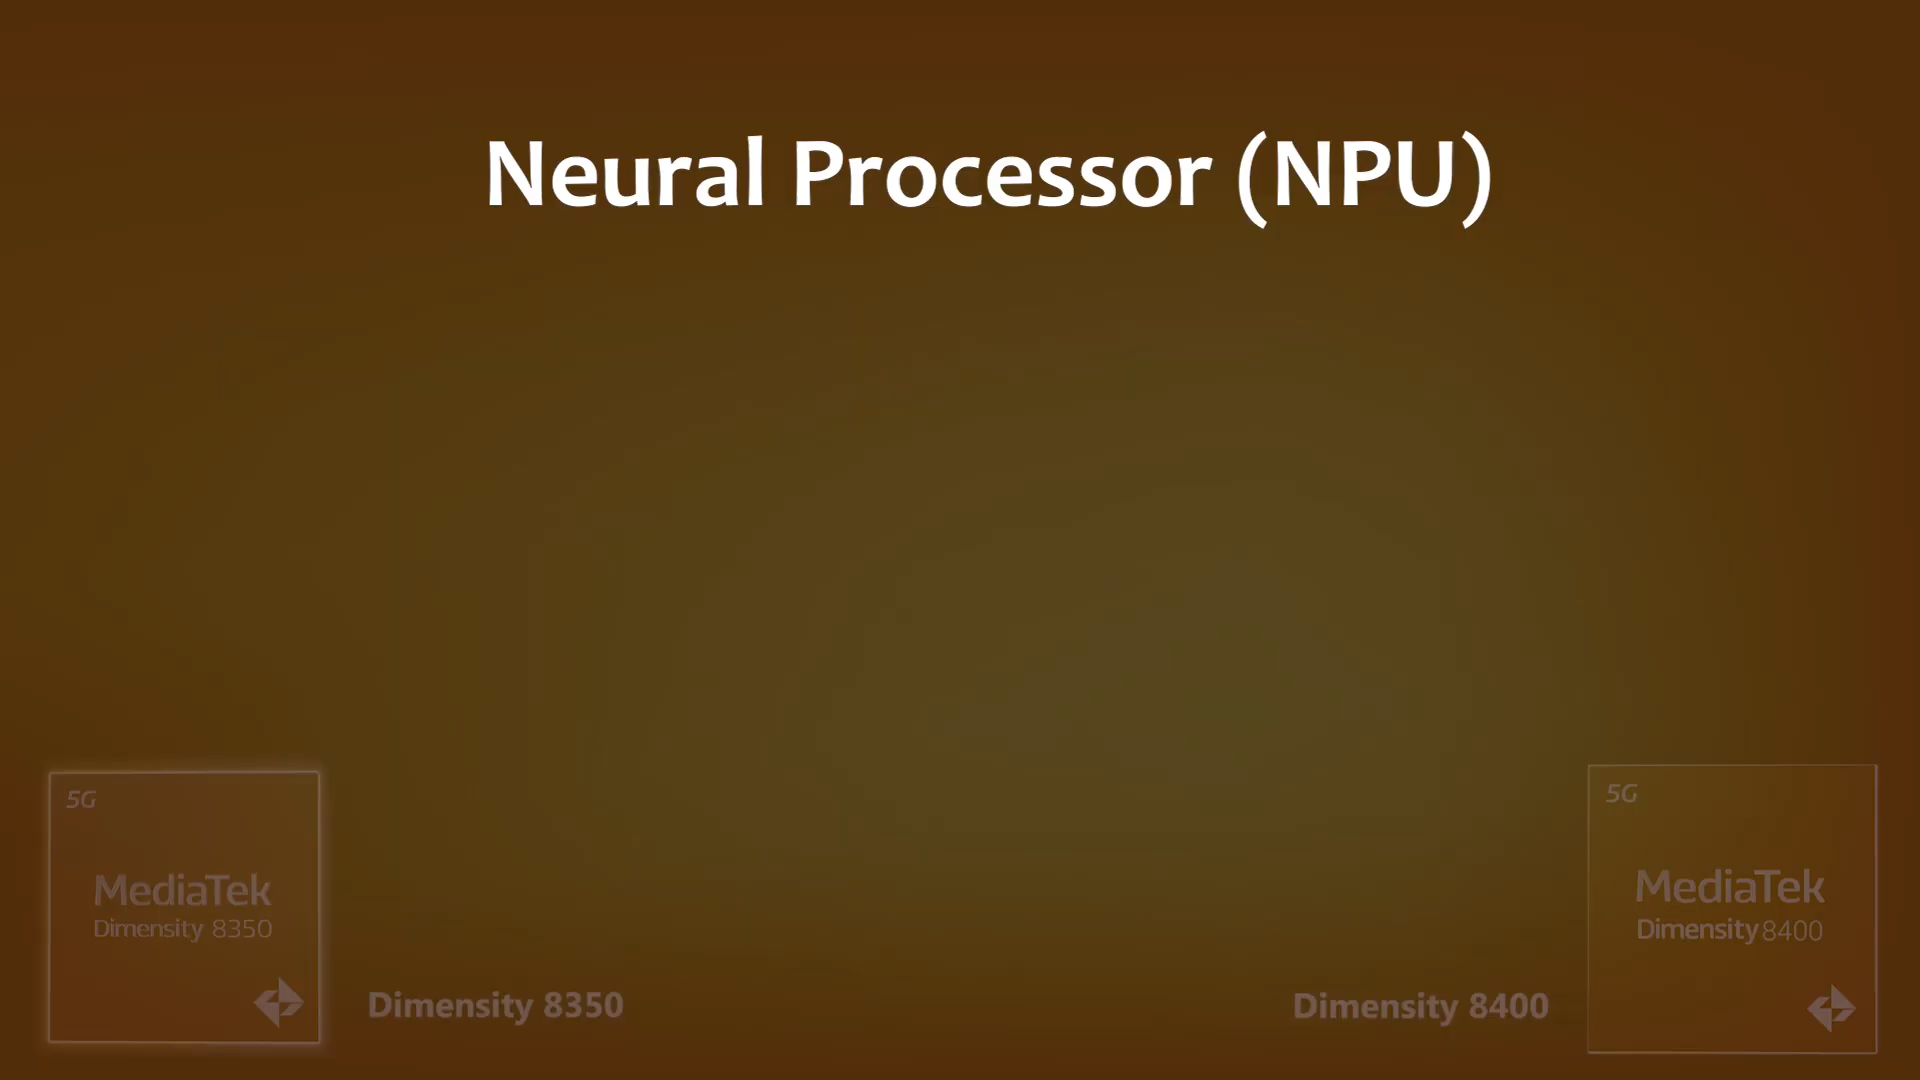 Neural Processor (NPU)
5G
MediaTek
Dimensity 8350
Dimensity 8350
5G
MediaTek
Dimensity 8400
Dimensity 8400